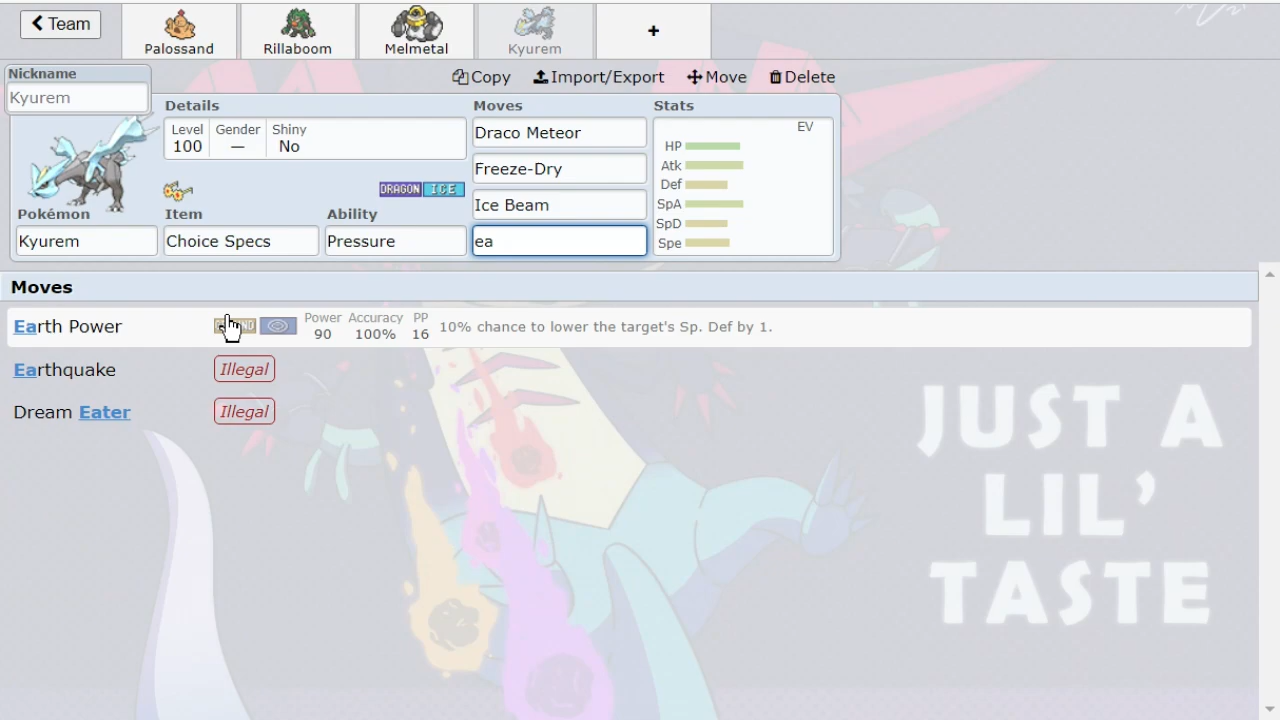 Team
Palossand
Rillaboom
Melmetal
Kyurem
+
Nickname
Kyurem
Copy
Import/Export
Move
Delete
Details
Moves
Stats
Level
100
Gender
—
Shiny
No
Draco Meteor
EV
HP
Atk
Def
SpA
SpD
Spe
Freeze-Dry
DRAGON
ICE
Ice Beam
Pokémon
Item
Ability
Kyurem
Choice Specs
Pressure
ea
Moves
Earth Power
Power
90
Accuracy
100%
PP
16
10% chance to lower the target's Sp. Def by 1.
Earthquake
Illegal
Dream Eater
Illegal
JUST A
LIL'
TASTE